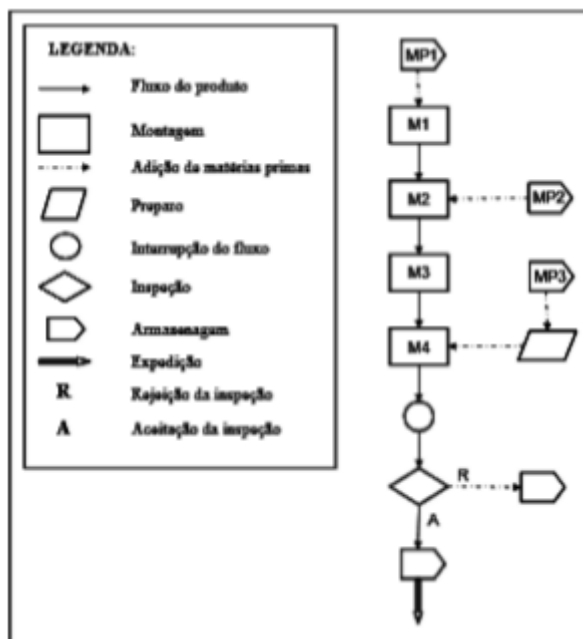 LEGENDA:
Fluxo do produto
Montagem
Adição de matérias primas
Preparo
Interrupção do fluxo
Inspeção
Armazenagem
Expedição
R Rejeição da inspeção
A Aceitação da inspeção
MP1
M1
M2
MP2
M3
MP3
M4
R
A